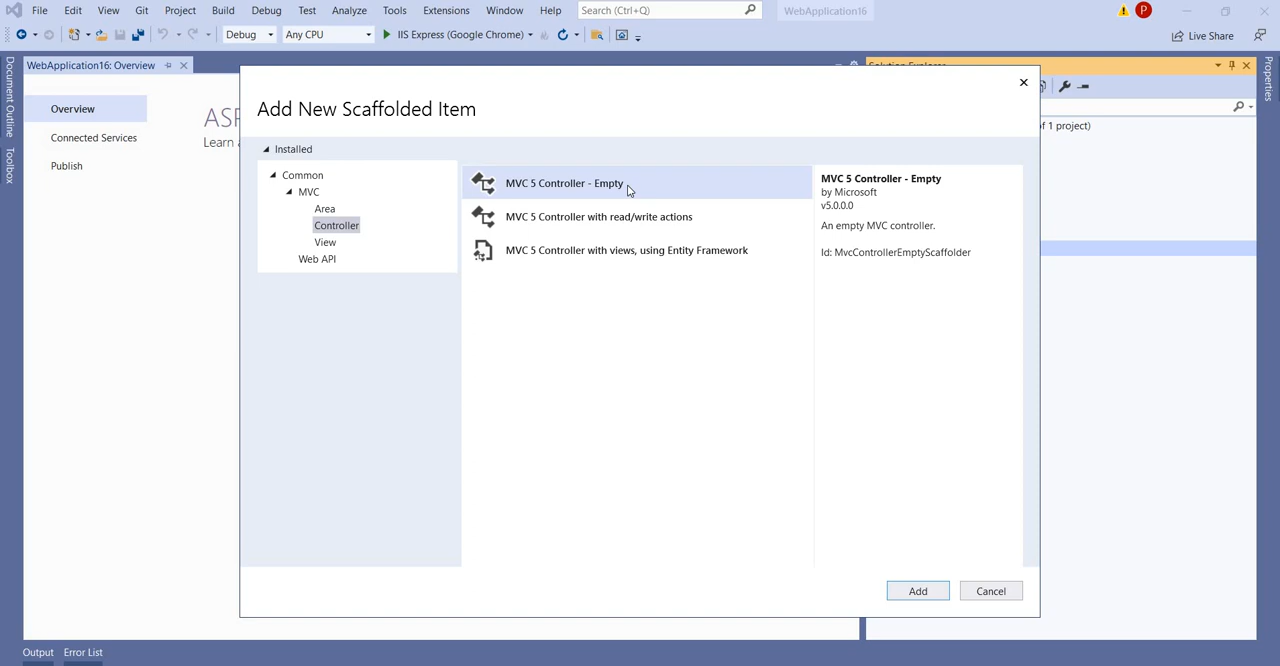 File Edit View Git Project Build Debug Test Analyze Tools Extensions Window Help Search (Ctrl+Q) WebApplication16 P
Debug Any CPU IIS Express (Google Chrome) Live Share
WebApplication16: Overview
Document Outline
Toolbox
Properties
Overview
Connected Services
Publish
Learn
of 1 project)
Add New Scaffolded Item
Installed
Common
MVC
Area
Controller
View
Web API
MVC 5 Controller - Empty
MVC 5 Controller with read/write actions
MVC 5 Controller with views, using Entity Framework
MVC 5 Controller - Empty
by Microsoft
v5.0.0.0
An empty MVC controller.
Id: MvcControllerEmptyScaffolder
Add Cancel
Output Error List